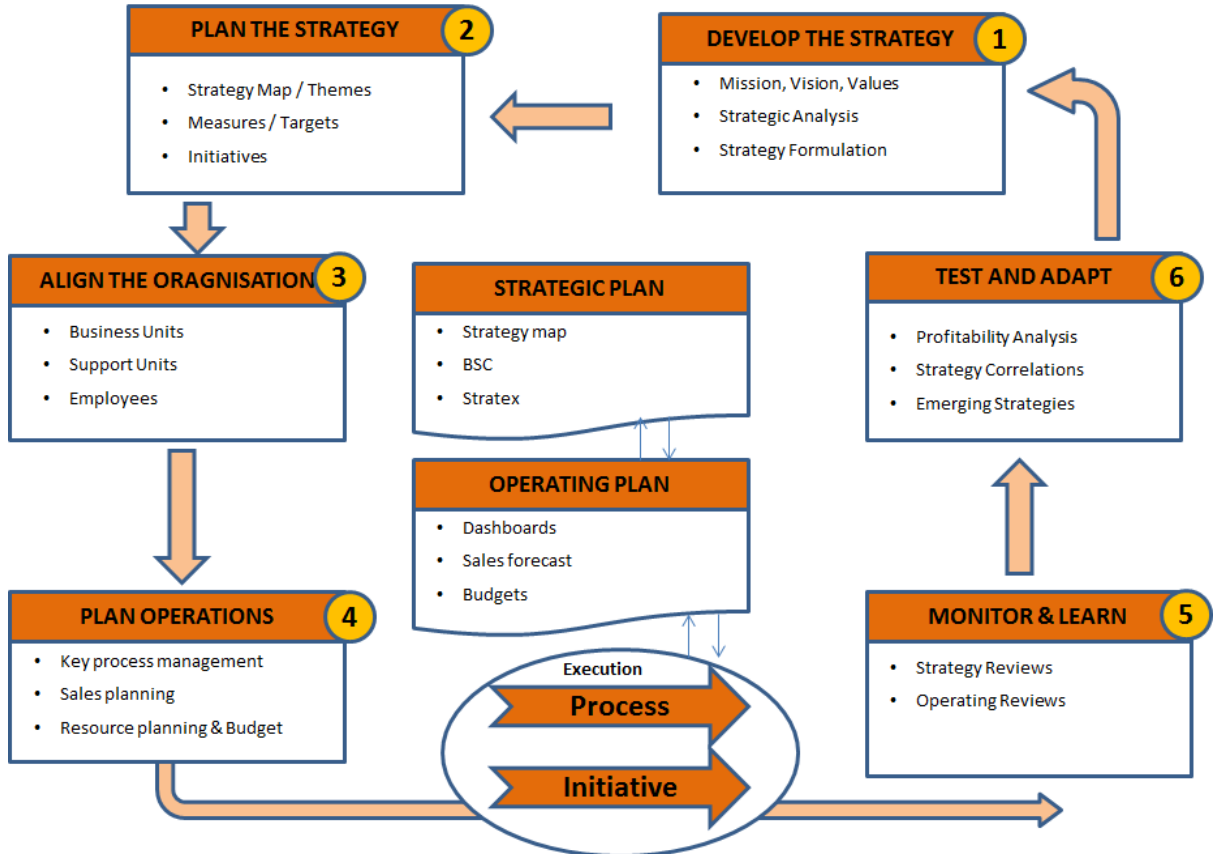 DEVELOP THE STRATEGY
1
• Mission, Vision, Values
• Strategic Analysis
• Strategy Formulation
PLAN THE STRATEGY
2
• Strategy Map / Themes
• Measures / Targets
• Initiatives
ALIGN THE ORAGNISATION
3
• Business Units
• Support Units
• Employees
PLAN OPERATIONS
4
• Key process management
• Sales planning
• Resource planning & Budget
STRATEGIC PLAN
• Strategy map
• BSC
• Stratex
OPERATING PLAN
• Dashboards
• Sales forecast
• Budgets
Execution
Process
Initiative
MONITOR & LEARN
5
• Strategy Reviews
• Operating Reviews
TEST AND ADAPT
6
• Profitability Analysis
• Strategy Correlations
• Emerging Strategies